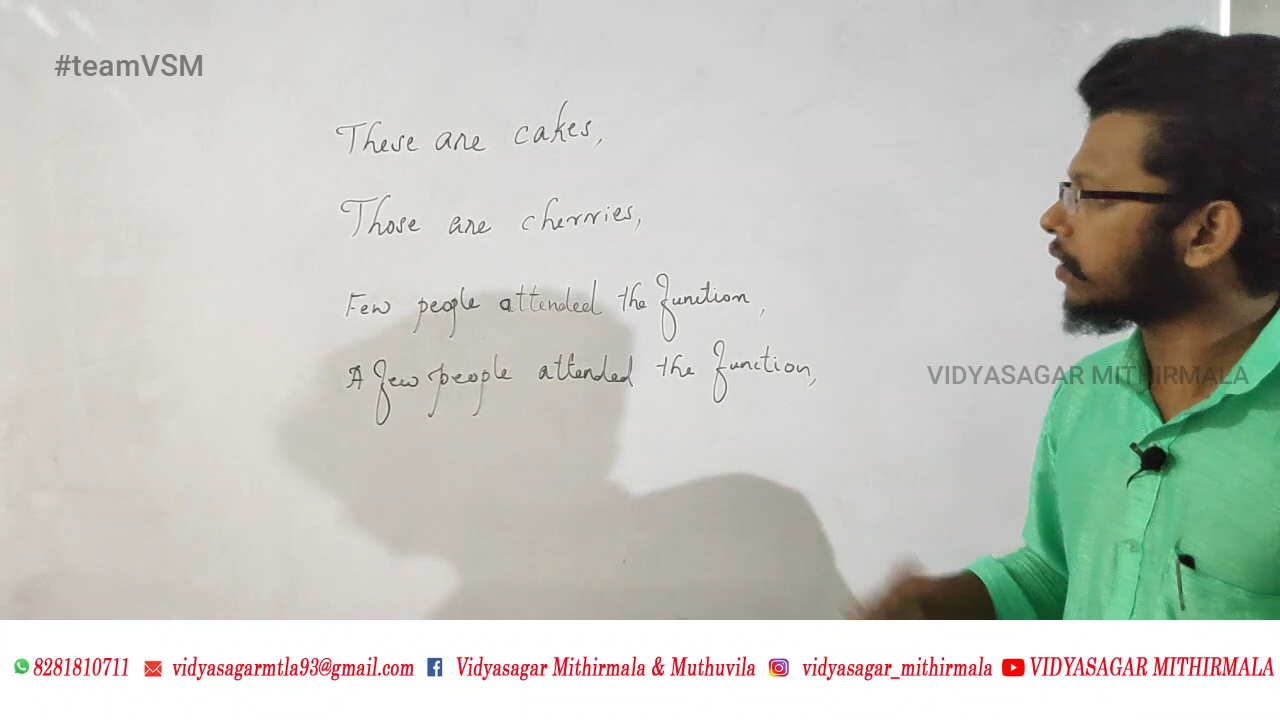 #teamVSM
These are cakes,
Those are cherries,
Few people attended the function,
A few people attended the function,
VIDYASAGAR MITHIRMALA
8281810711 vidyasagarmtla93@gmail.com Vidyasagar Mithirmala & Muthuvila vidyasagar_mithirmala VIDYASAGAR MITHIRMALA